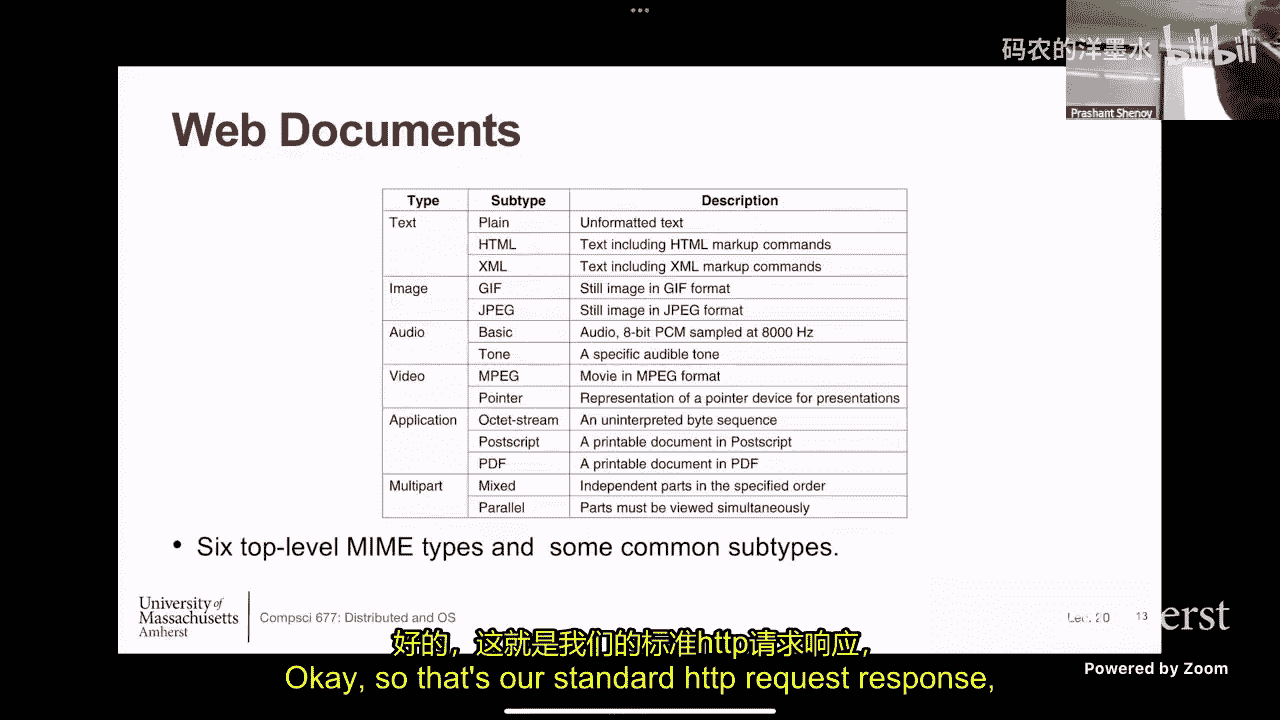 码农的洋墨水 bilibili
Prashant Shenoy
Web Documents
Type Subtype Description
Text Plain Unformatted text
HTML Text including HTML markup commands
XML Text including XML markup commands
Image GIF Still image in GIF format
JPEG Still image in JPEG format
Audio Basic Audio, 8-bit PCM sampled at 8000 Hz
Tone A specific audible tone
Video MPEG Movie in MPEG format
Pointer Representation of a pointer device for presentations
Application Octet-stream An uninterpreted byte sequence
Postscript A printable document in Postscript
PDF A printable document in PDF
Multipart Mixed Independent parts in the specified order
Parallel Parts must be viewed simultaneously
• Six top-level MIME types and some common subtypes.
University of
Massachusetts
Amherst
Compsci 677: Distributed and OS
Lec. 20 13
erst
好的，这就是我们的标准http请求响应，
Okay, so that's our standard http request response,
Powered by Zoom